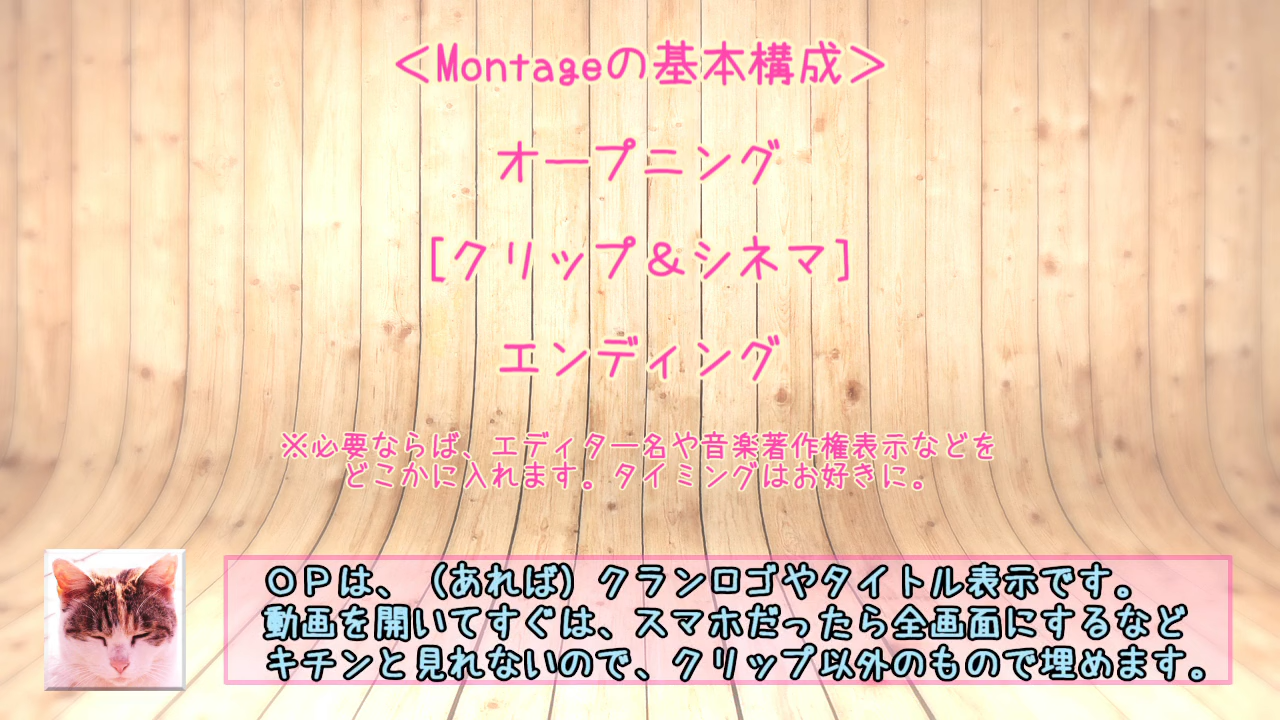 ＜Montageの基本構成＞
オープニング
[クリップ＆シネマ]
エンディング
※必要ならば、エディター名や音楽著作権表示などを
どこかに入れます。タイミングはお好きに。
ＯＰは、（あれば）クランロゴやタイトル表示です。
動画を開いてすぐは、スマホだったら全画面にするなど
キチンと見れないので、クリップ以外のもので埋めます。